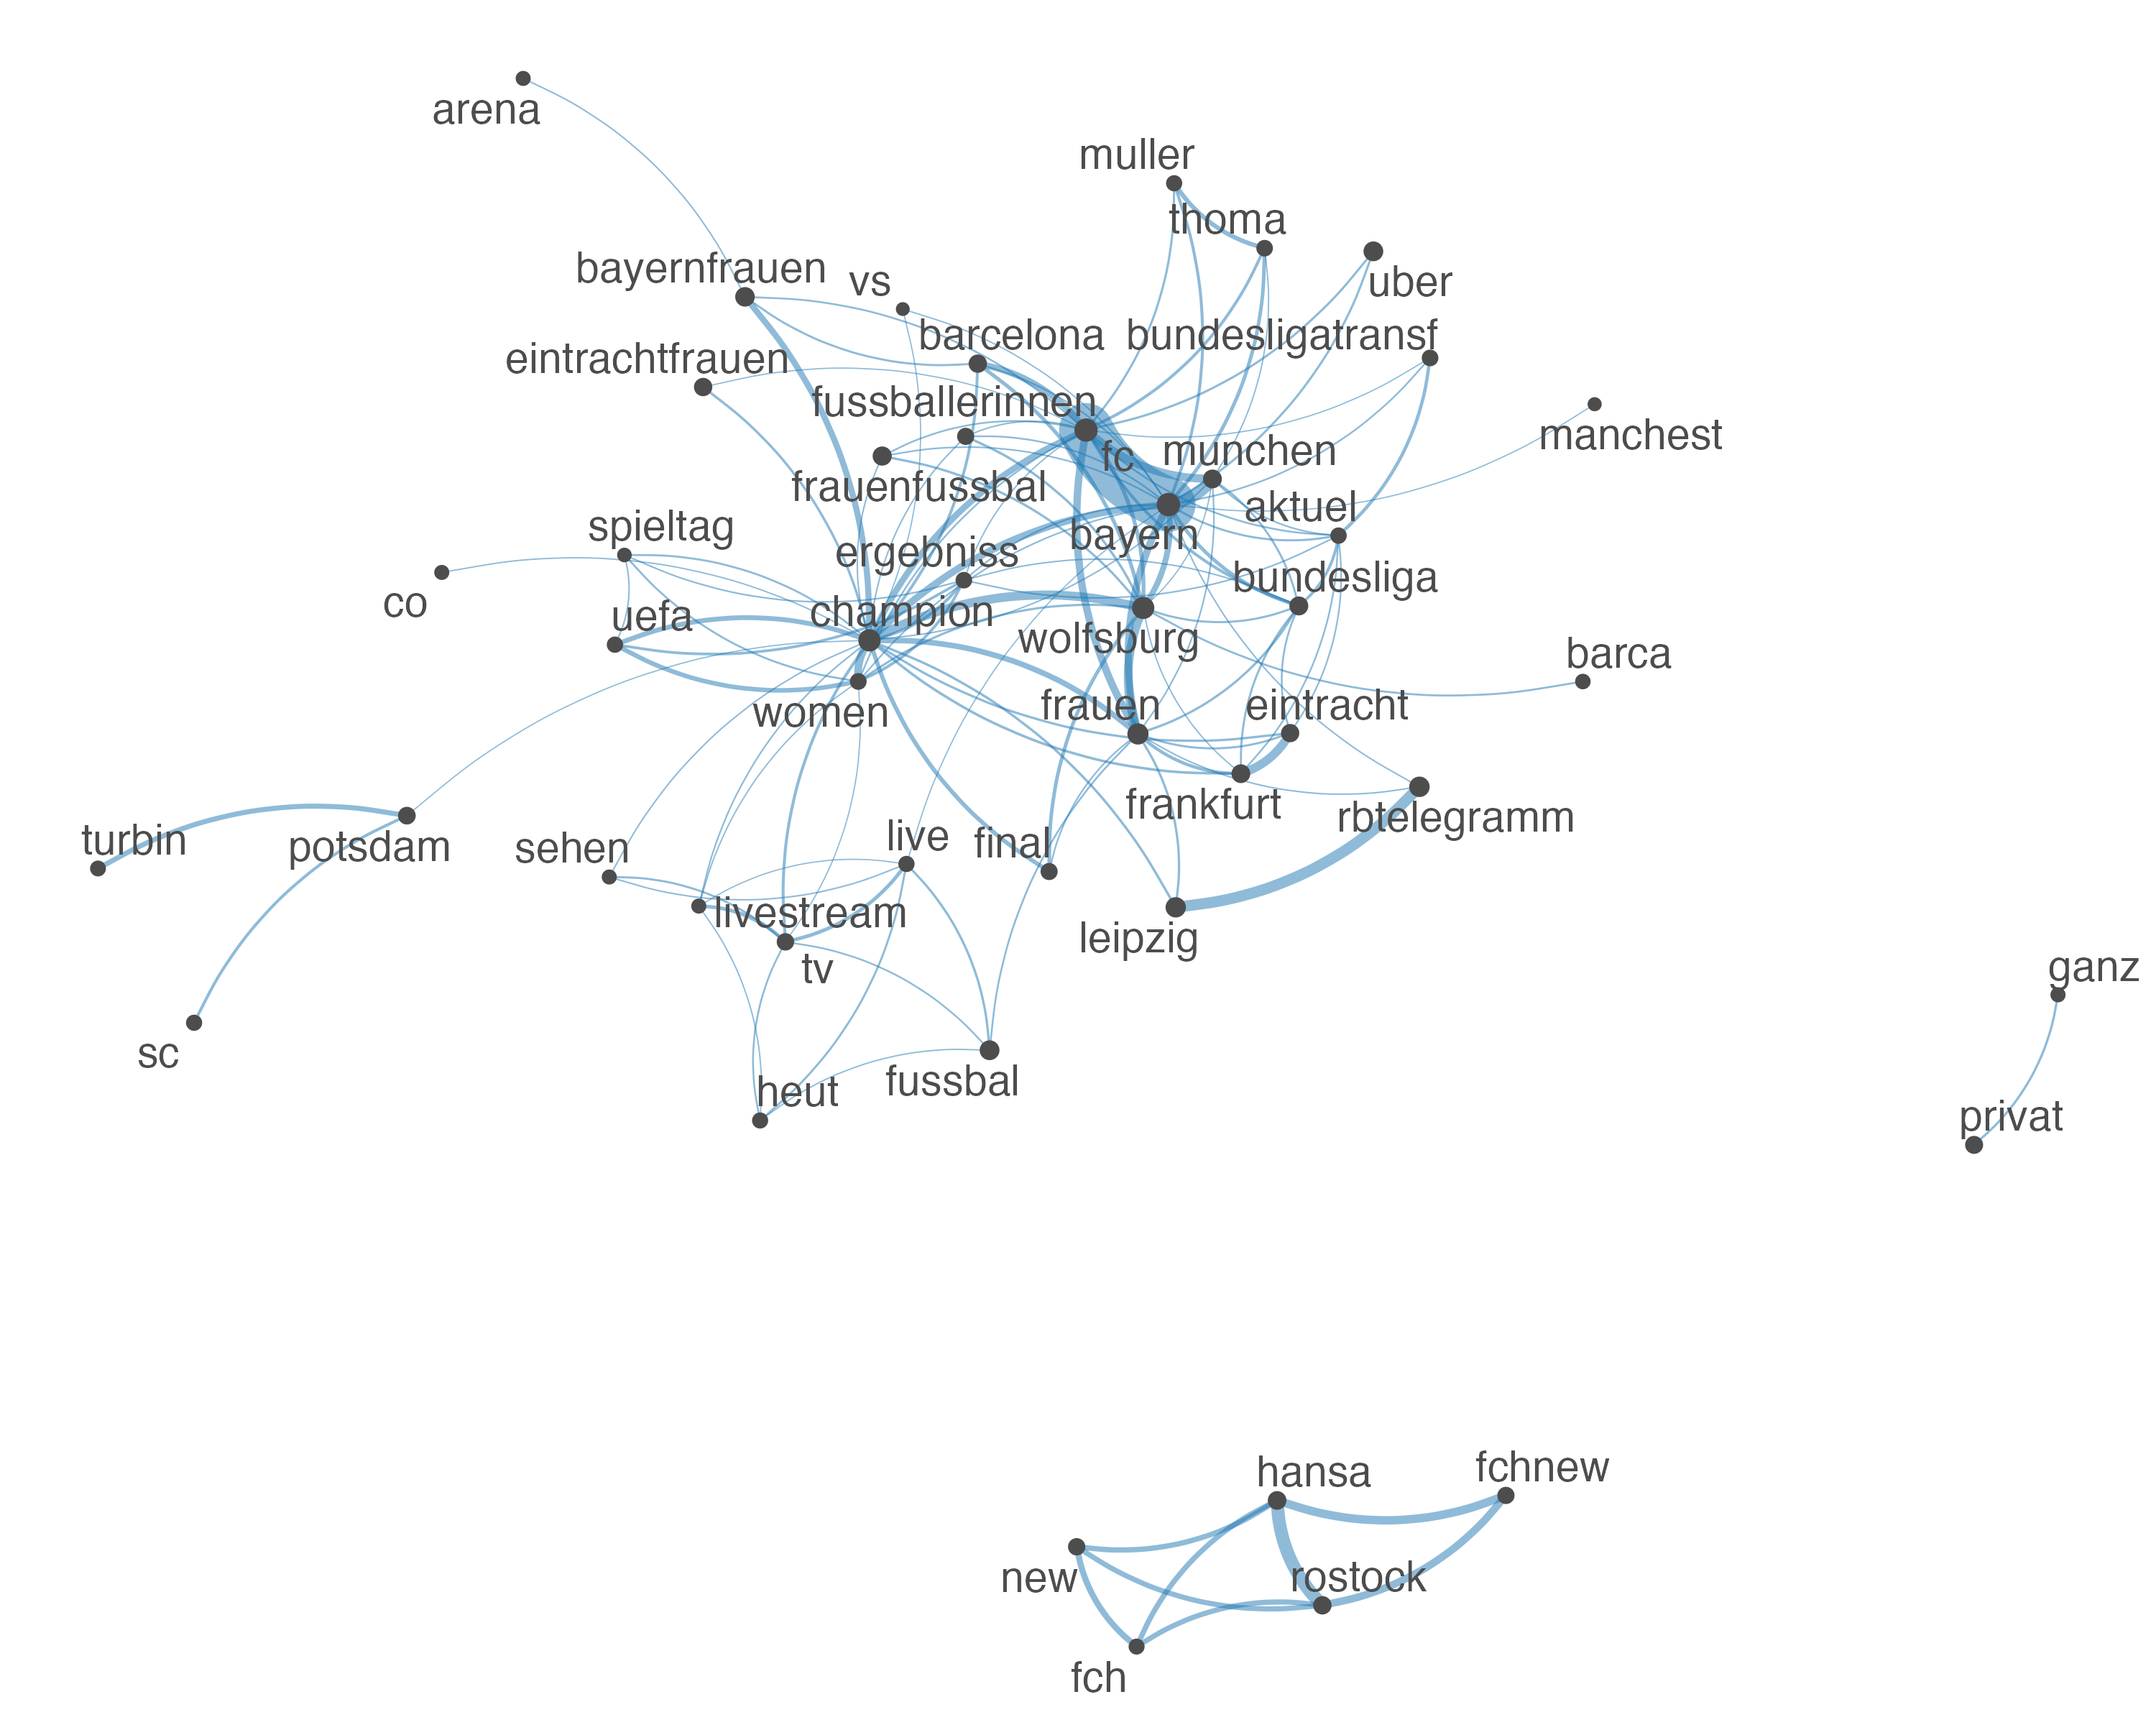 arena
muller
thoma
bayernfrauen
vs
uber
barcelona
bundesligatransf
eintrachtfrauen
fussballerinnen
manchest
fc
munchen
frauenfussbal
aktuel
spieltag
bayern
ergebniss
bundesliga
co
uefa
champion
wolfsburg
barca
women
frauen
eintracht
frankfurt
rbtelegramm
turbin
potsdam
sehen
live
final
livestream
leipzig
tv
ganz
sc
heut
fussbal
privat
hansa
fchnew
new
rostock
fch